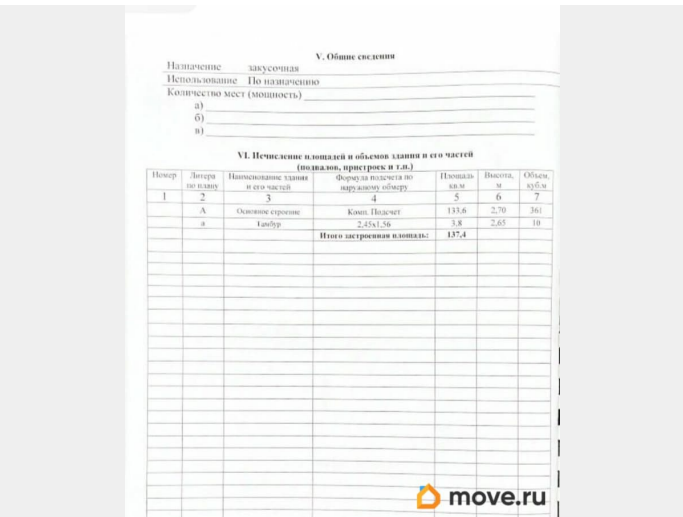 V. Общие сведения
Назначение закусочная
Использование По назначению
Количество мест (мощность)
а)
б)
в)
VI. Исчисление площадей и объемов здания и его частей
(подвалов, пристроек и т.п.)
Номер Литера по плану Наименование здания и его частей Формула подсчета по наружному обмеру Площадь кв.м Высота, м Объем, куб.м
1 2 3 4 5 6 7
А Основное строение Комп. Подсчет 133,6 2,70 361
а Тамбур 2,45x1,56 3,8 2,65 10
Итого застроенная площадь: 137,4
move.ru